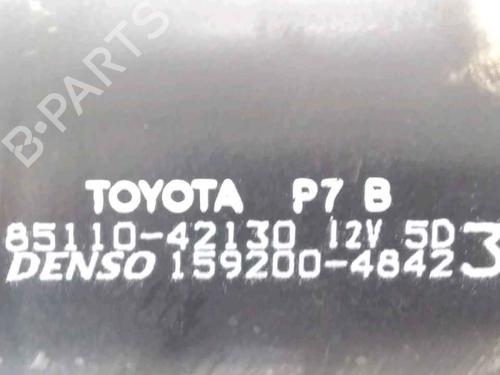 B-PARTS
TOYOTA P7 B
85110-42130 12V 5D
DENSO 159200-4842 3